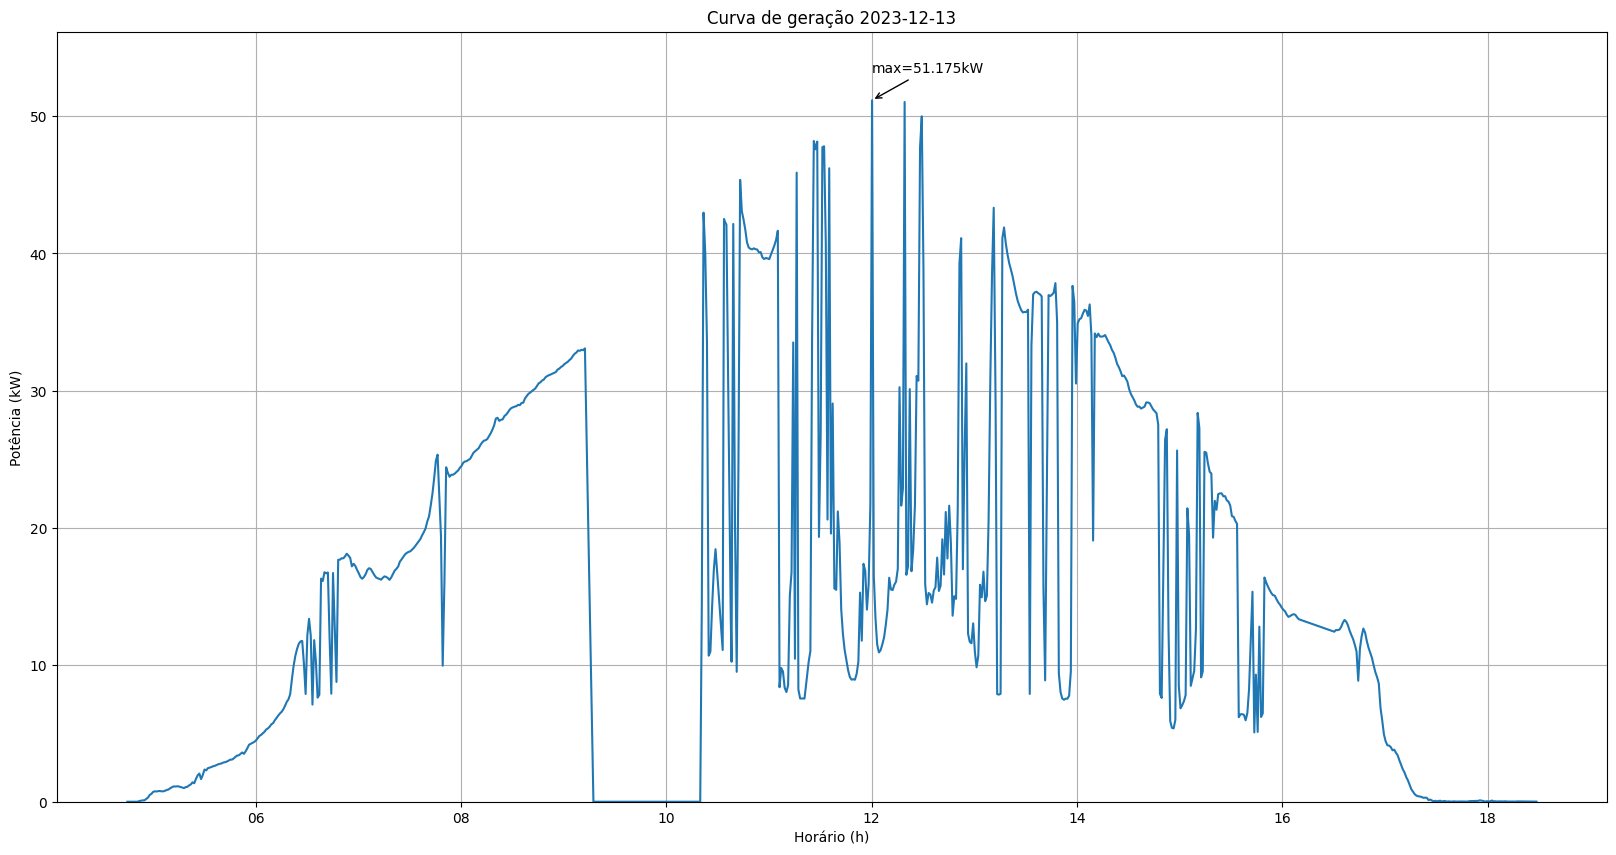 Curva de geração 2023-12-13
max=51.175kW
Potência (kW)
50
40
30
20
10
0
06 08 10 12 14 16 18
Horário (h)